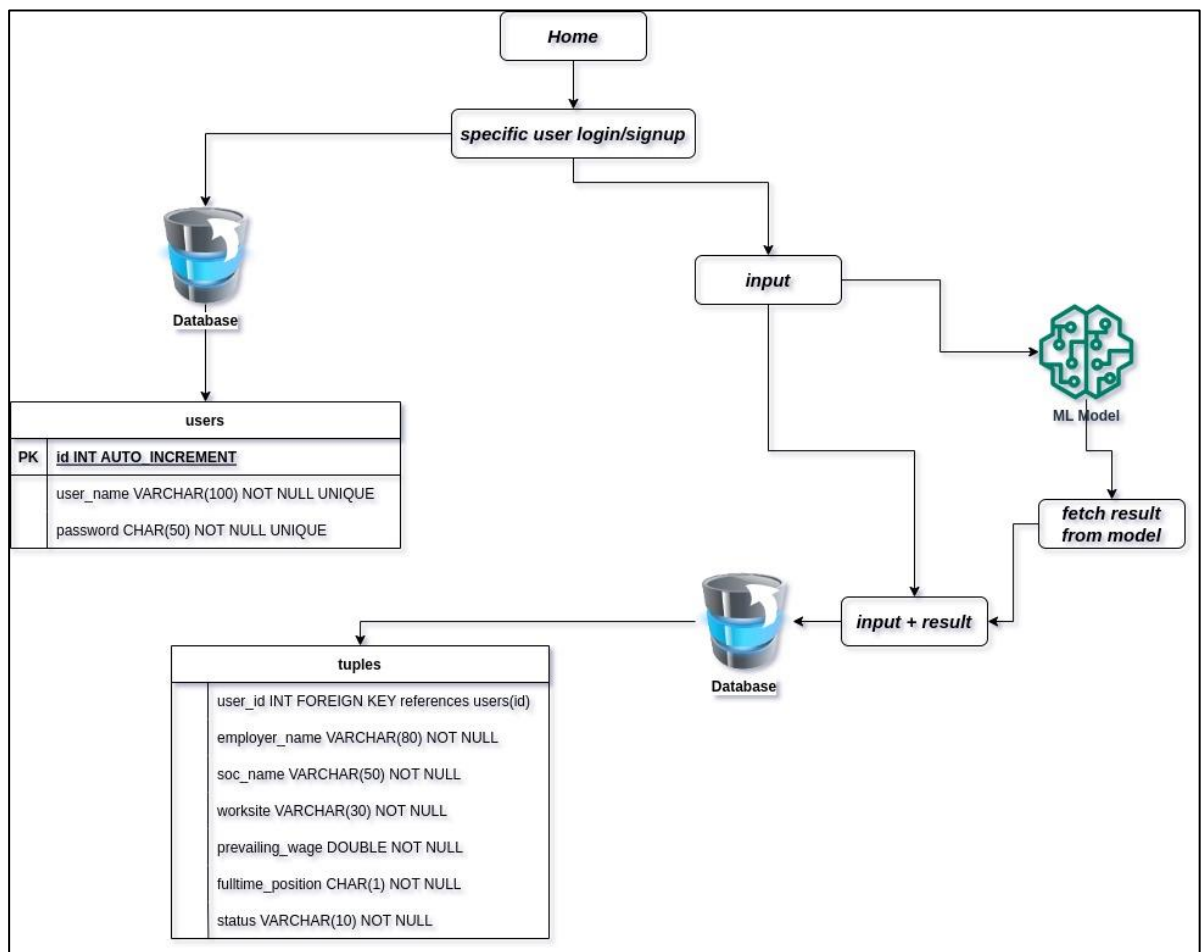 Home
specific user login/signup
Database
input
ML Model
users
PK id INT AUTO_INCREMENT
user_name VARCHAR(100) NOT NULL UNIQUE
password CHAR(50) NOT NULL UNIQUE
fetch result
from model
input + result
Database
tuples
user_id INT FOREIGN KEY references users(id)
employer_name VARCHAR(80) NOT NULL
soc_name VARCHAR(50) NOT NULL
worksite VARCHAR(30) NOT NULL
prevailing_wage DOUBLE NOT NULL
fulltime_position CHAR(1) NOT NULL
status VARCHAR(10) NOT NULL